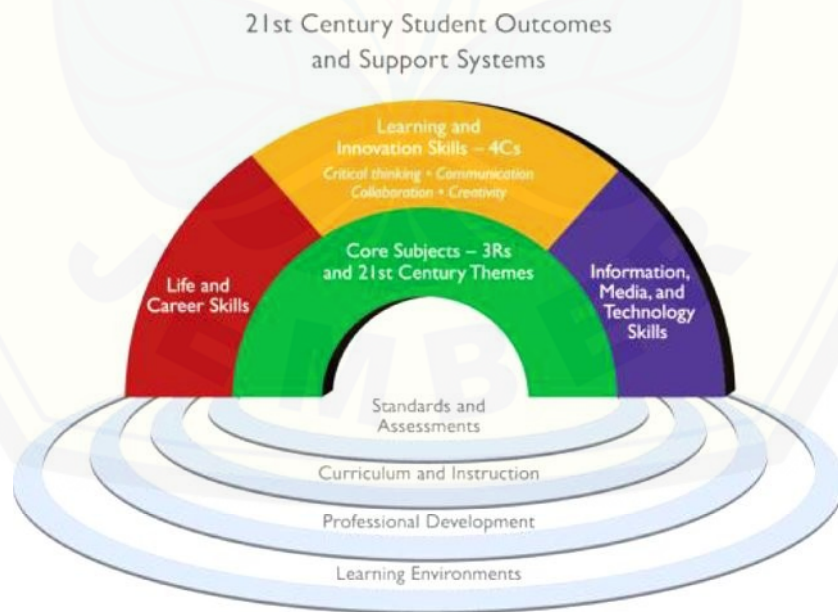 21st Century Student Outcomes
and Support Systems
Learning and
Innovation Skills – 4Cs
Critical thinking • Communication
Collaboration • Creativity
Core Subjects – 3Rs
and 21st Century Themes
Life and
Career Skills
Information,
Media, and
Technology
Skills
Standards and
Assessments
Curriculum and Instruction
Professional Development
Learning Environments